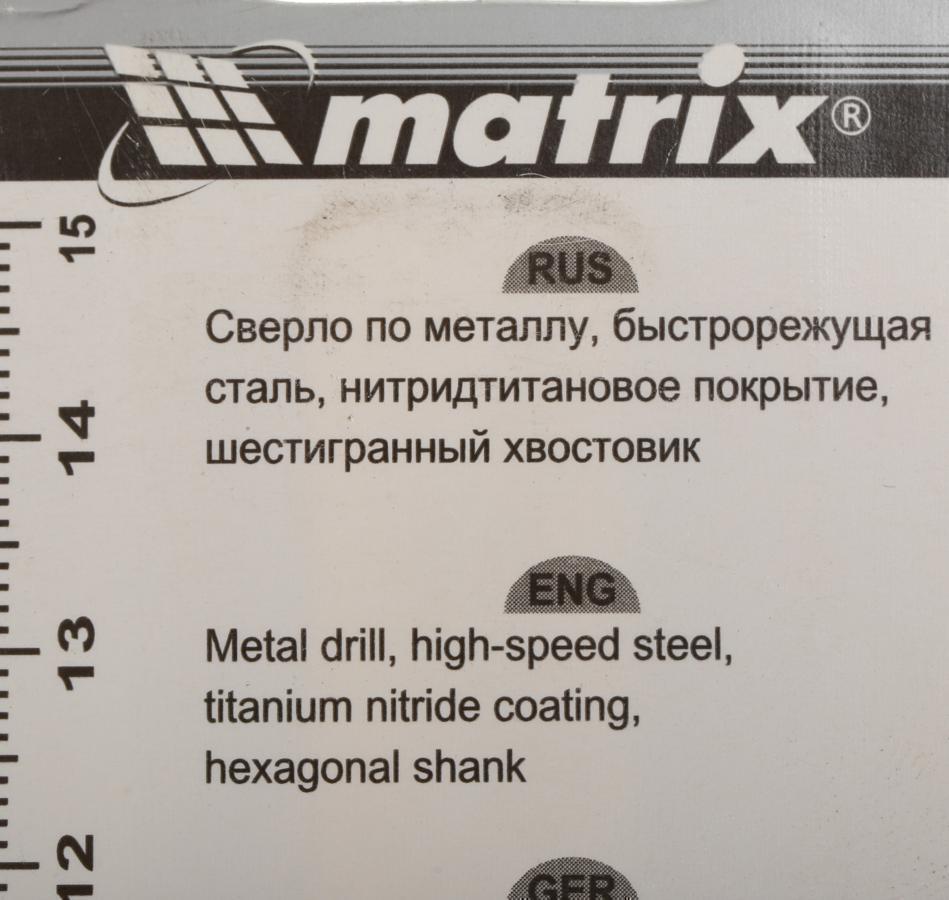 matrix®
15
RUS
Сверло по металлу, быстрорежущая
сталь, нитридтитановое покрытие,
шестигранный хвостовик
14
ENG
Metal drill, high-speed steel,
titanium nitride coating,
hexagonal shank
13
12
GER